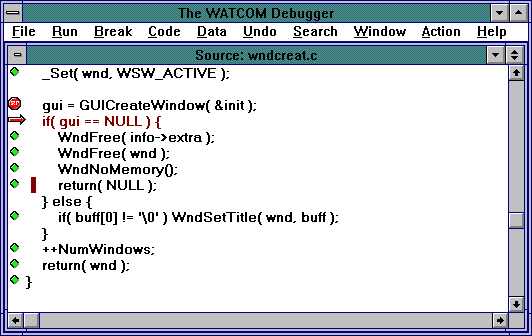 The WATCOM Debugger
File Run Break Code Data Undo Search Window Action Help
Source: wndcreat.c
_Set( wnd, WSW_ACTIVE );
gui = GUICreateWindow( &init );
if( gui == NULL ) {
WndFree( info->extra );
WndFree( wnd );
WndNoMemory();
return( NULL );
} else {
if( buff[0] != '\0' ) WndSetTitle( wnd, buff );
}
++NumWindows;
return( wnd );
}